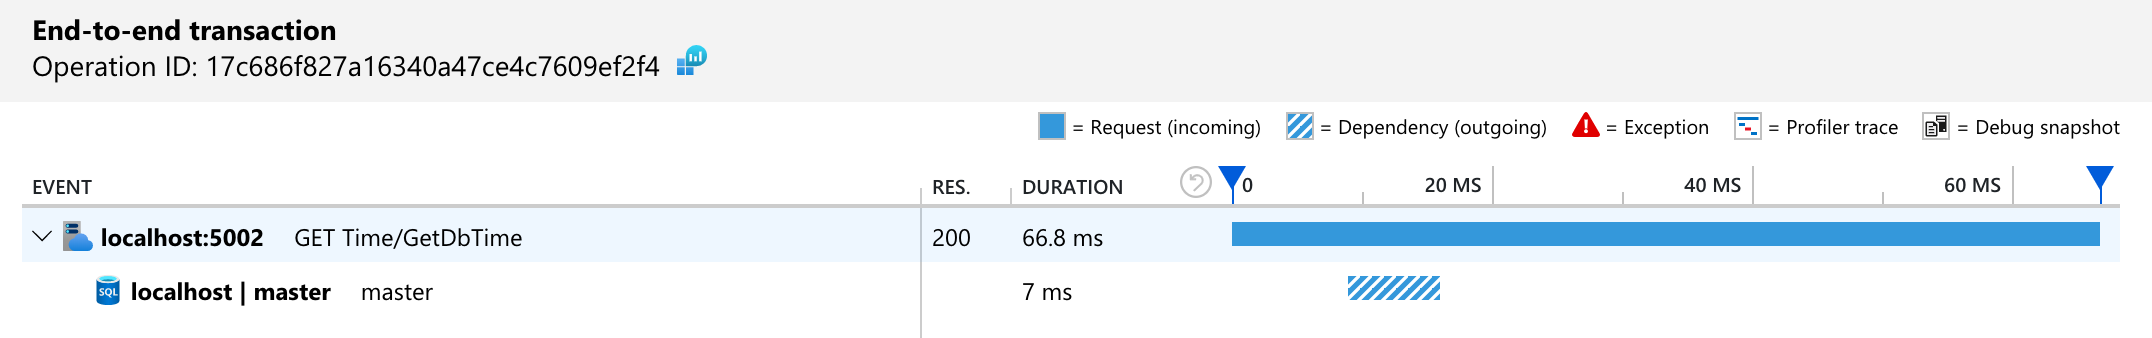 End-to-end transaction
Operation ID: 17c686f827a16340a47ce4c7609ef2f4
= Request (incoming) = Dependency (outgoing) = Exception = Profiler trace = Debug snapshot
EVENT RES. DURATION 0 20 MS 40 MS 60 MS
localhost:5002 GET Time/GetDbTime 200 66.8 ms
SQL localhost | master master 7 ms